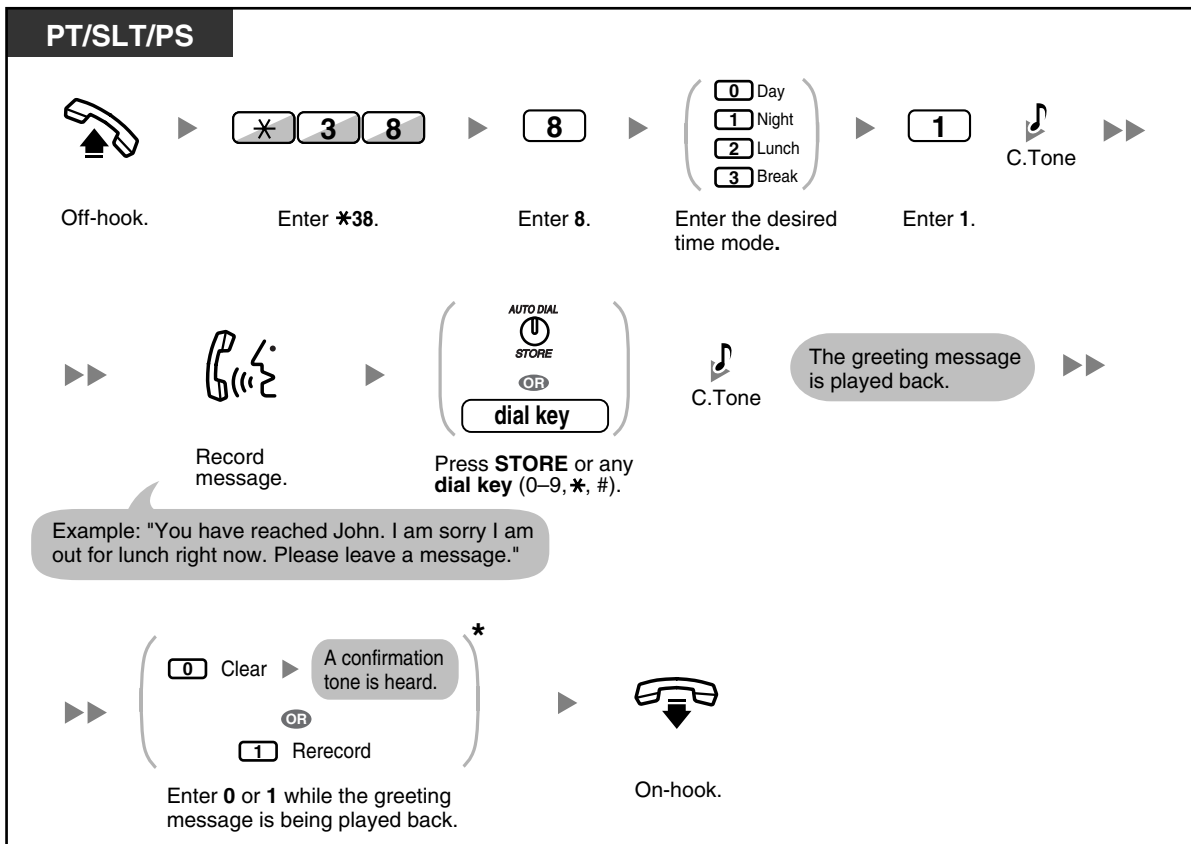 PT/SLT/PS
✳ 3 8
8
0 Day
1 Night
2 Lunch
3 Break
1
C.Tone
Off-hook.
Enter ✳38.
Enter 8.
Enter the desired
time mode.
Enter 1.
AUTO DIAL
STORE
OR
dial key
C.Tone
The greeting message
is played back.
Record
message.
Press STORE or any
dial key (0–9, ✳, #).
Example: "You have reached John. I am sorry I am
out for lunch right now. Please leave a message."
0 Clear
A confirmation
tone is heard.
*
OR
1 Rerecord
Enter 0 or 1 while the greeting
message is being played back.
On-hook.